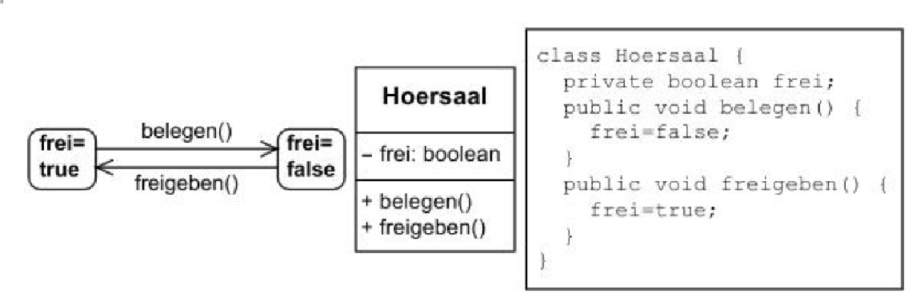 belegen()
frei=
true
frei=
false
freigeben()
Hoersaal
– frei: boolean
+ belegen()
+ freigeben()
class Hoersaal {
private boolean frei;
public void belegen() {
frei=false;
}
public void freigeben() {
frei=true;
}
}